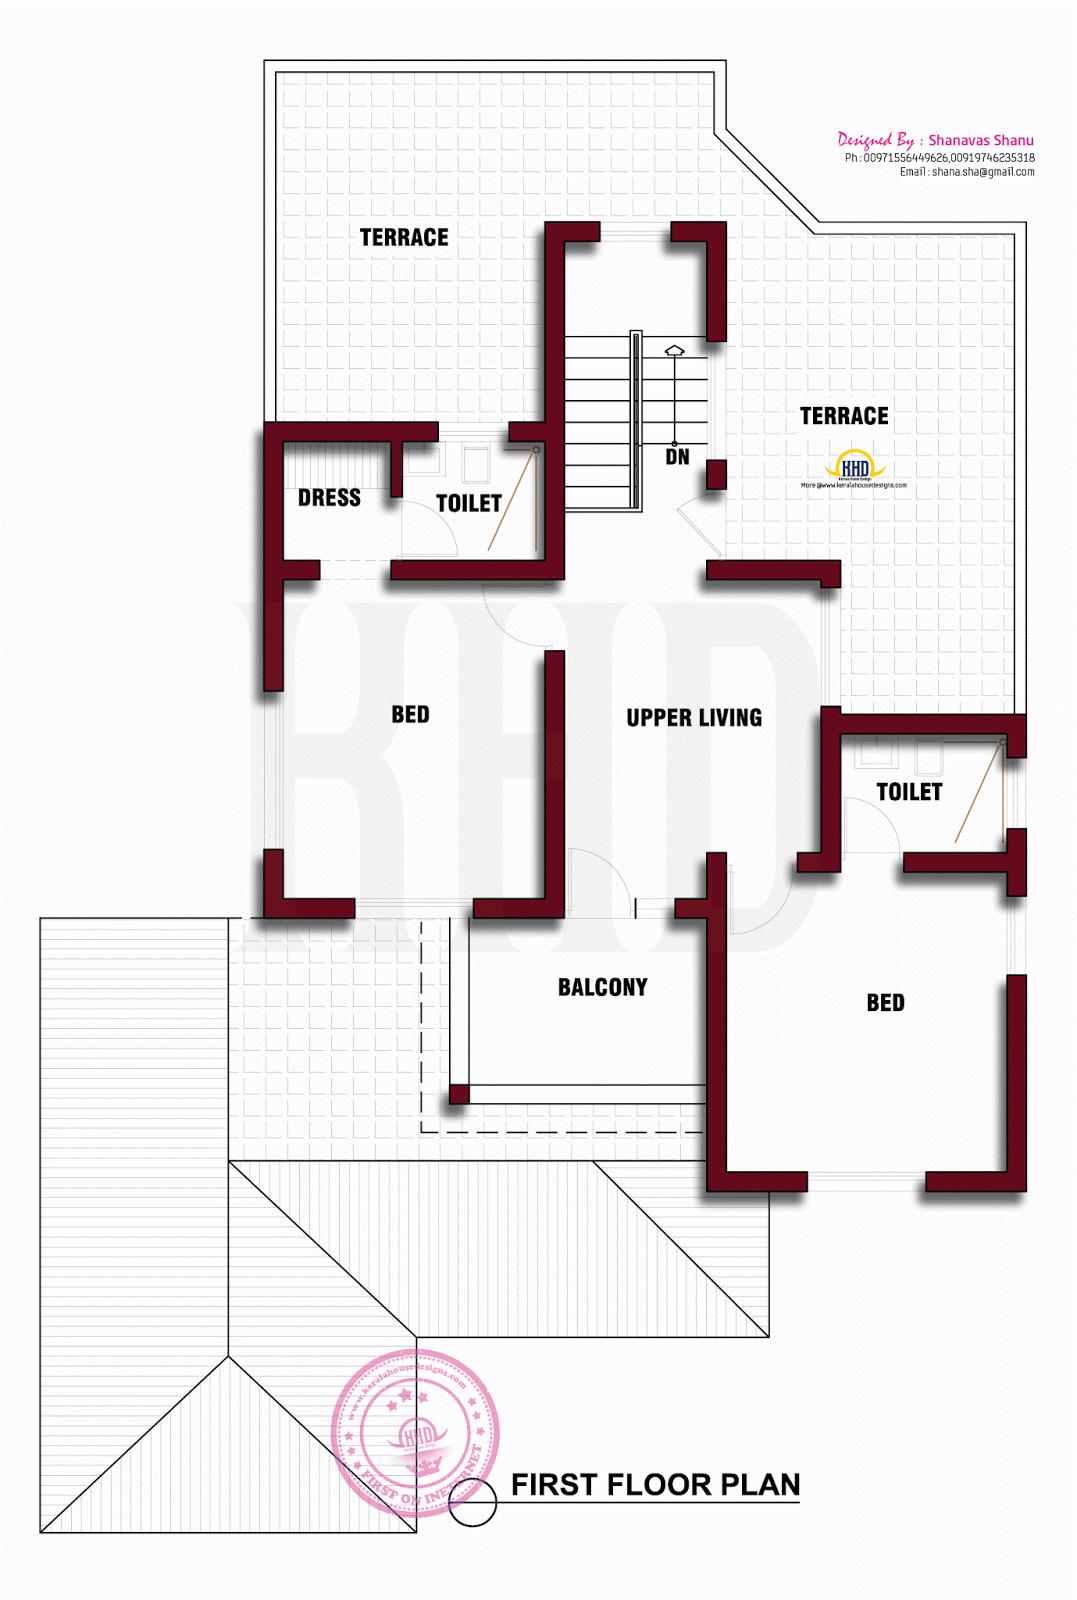 Designed By : Shanavas Shanu
Ph : 00971556449626,00919746235318
Email : shana.sha@gmail.com
TERRACE
TERRACE
KHD
Kerala Home Design
More @www.keralahousedesigns.com
DN
DRESS
TOILET
BED
UPPER LIVING
TOILET
KHD
BALCONY
BED
www.keralahousedesigns.com
KHD
FIRST ON INETERNET
FIRST FLOOR PLAN